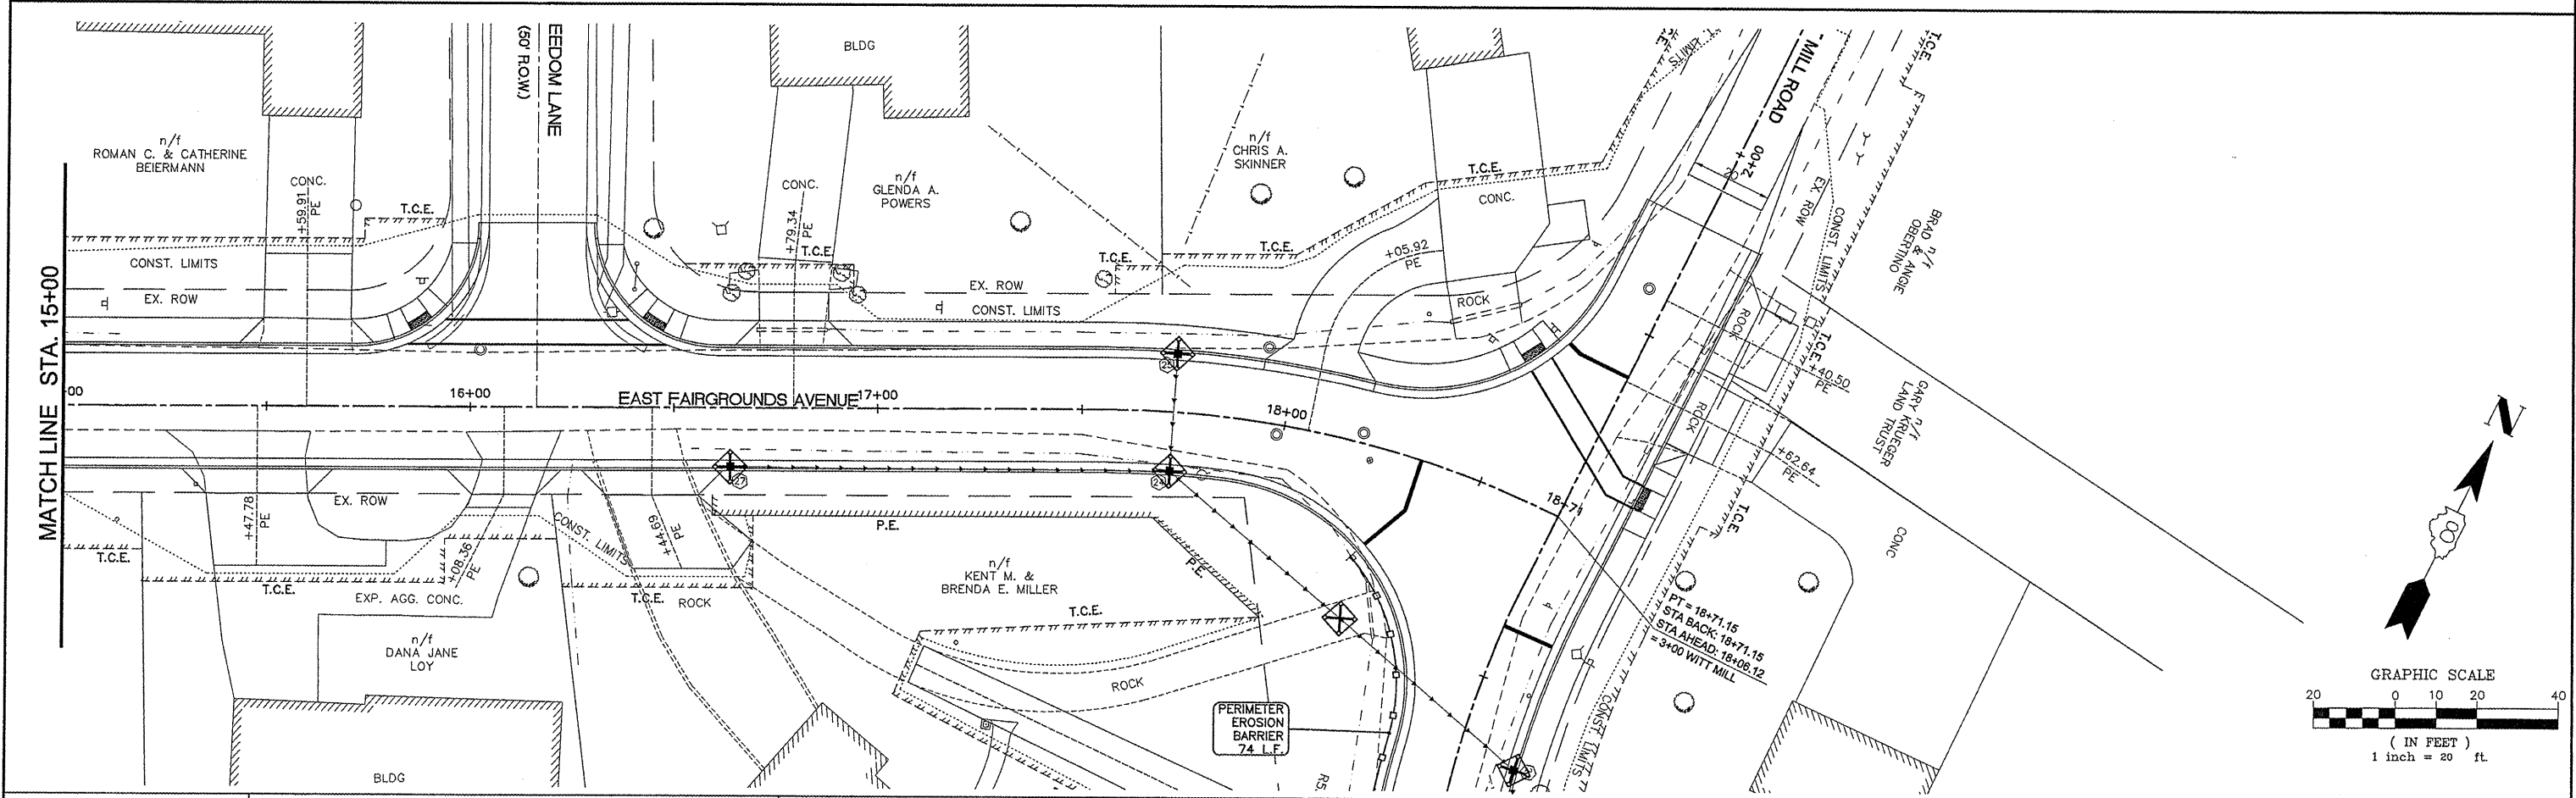 MATCH LINE STA. 15+00
n/f
ROMAN C. & CATHERINE
BEIERMANN
CONC.
+59.91
PE
T.C.E.
CONST. LIMITS
EX. ROW
EEDOM LANE
(50' R.O.W.)
BLDG
CONC.
+79.34
PE
T.C.E.
n/f
GLENDA A.
POWERS
n/f
CHRIS A.
SKINNER
T.C.E.
T.C.E.
EX. ROW
CONST. LIMITS
T.C.E.
CONC.
+05.92
PE
ROCK
LIMITS
MILL ROAD
2+00
T.C.E.
EX. ROW
CONST. LIMITS
n/f
BRAD & ANGIE
OBERTINO
ROCK
T.C.E.
+40.50
PE
n/f
GARY KRUEGER
LAND TRUST
ROCK
+62.64
PE
T.C.E.
CONC
00
16+00
EAST FAIRGROUNDS AVENUE
17+00
18+00
18+71
25
27
24
+47.78
PE
EX. ROW
T.C.E.
T.C.E.
+08.36
PE
EXP. AGG. CONC.
CONST. LIMITS
+44.69
PE
T.C.E.
ROCK
n/f
DANA JANE
LOY
BLDG
P.E.
P.E.
n/f
KENT M. &
BRENDA E. MILLER
T.C.E.
ROCK
PERIMETER
EROSION
BARRIER
74 L.F.
R5.
PT = 18+71.15
STA BACK: 18+71.15
STA AHEAD: 18+06.12
= 3+00 WITT MILL
CONST. LIMITS
N
GRAPHIC SCALE
20 0 10 20 40
( IN FEET )
1 inch = 20 ft.